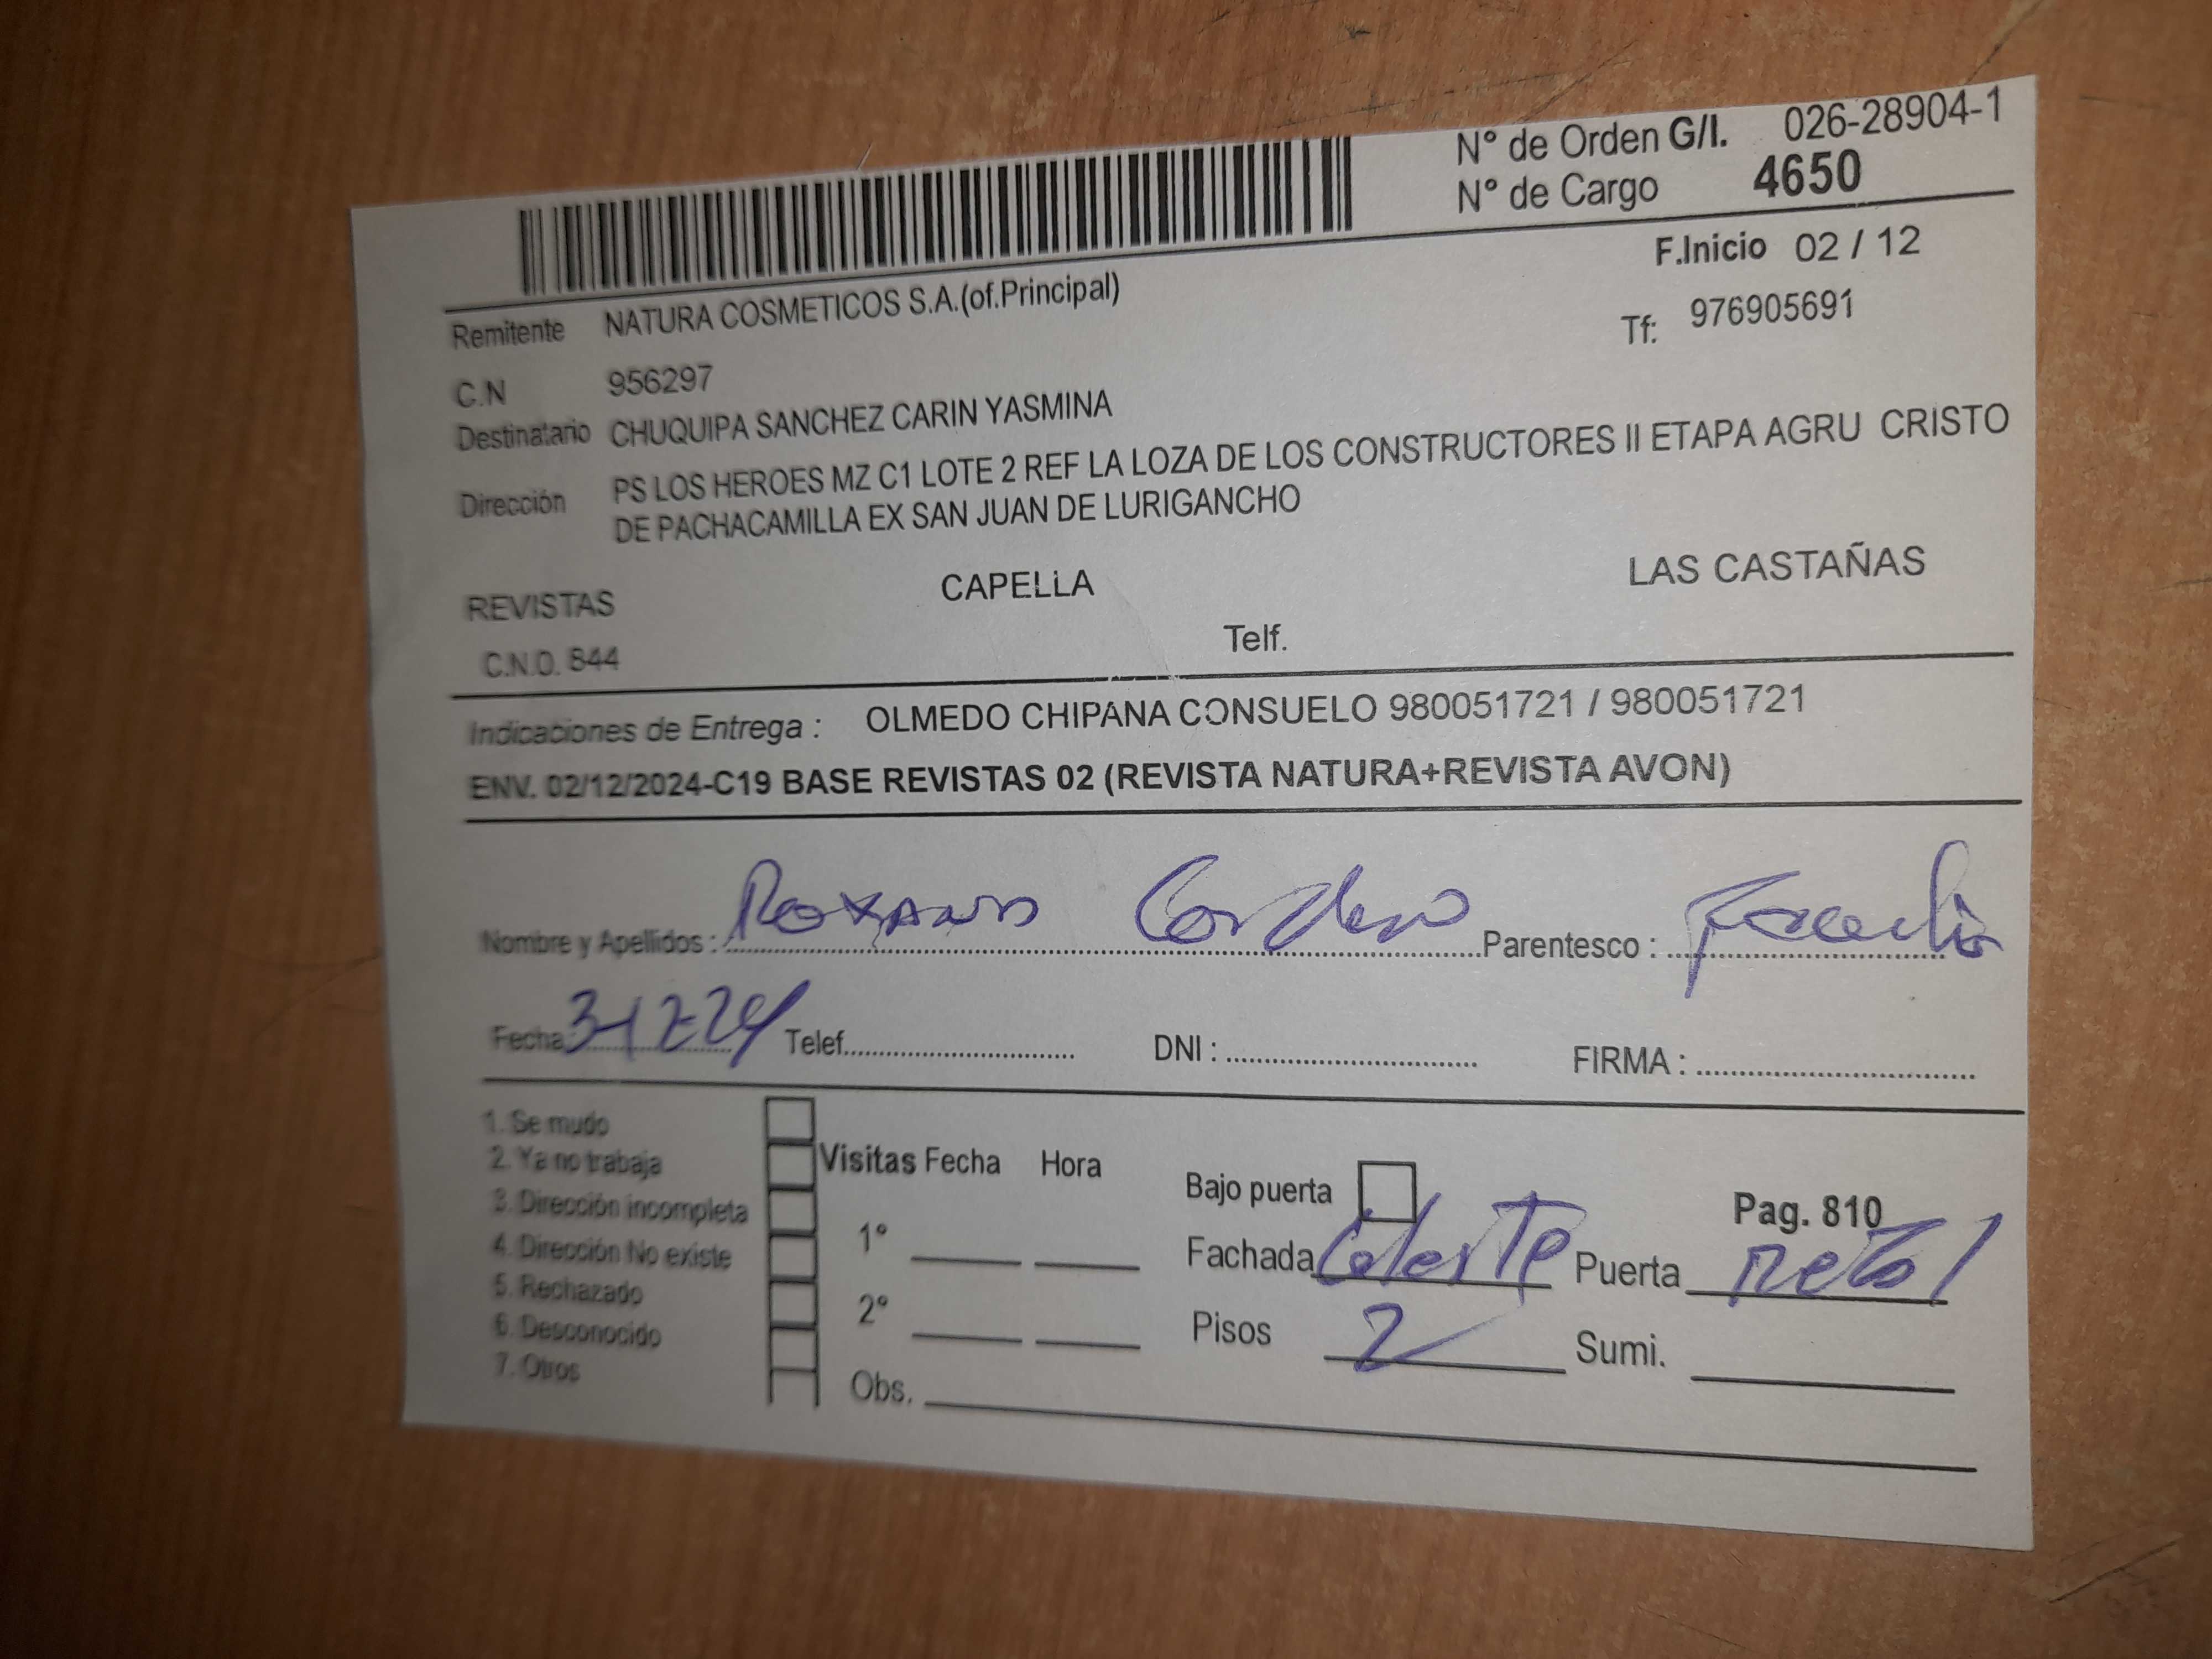 N° de Orden G/I. 026-28904-1
N° de Cargo 4650
F.Inicio 02 / 12
Remitente NATURA COSMETICOS S.A.(of.Principal)
Tf: 976905691
C.N 956297
Destinatario CHUQUIPA SANCHEZ CARIN YASMINA
Dirección PS LOS HEROES MZ C1 LOTE 2 REF LA LOZA DE LOS CONSTRUCTORES II ETAPA AGRU CRISTO
DE PACHACAMILLA EX SAN JUAN DE LURIGANCHO
REVISTAS CAPELLA LAS CASTAÑAS
C.N.O. 844 Telf.
Indicaciones de Entrega : OLMEDO CHIPANA CONSUELO 980051721 / 980051721
ENV. 02/12/2024-C19 BASE REVISTAS 02 (REVISTA NATURA+REVISTA AVON)
Nombre y Apellidos : Roxana Cordero Parentesco :
Fecha: 3-12-24 Telef. DNI : FIRMA :
1. Se mudo
2. Ya no trabaja
3. Dirección incompleta
4. Dirección No existe
5. Rechazado
6. Desconocido
7. Otros
Visitas Fecha Hora
1°
2°
Obs.
Bajo puerta
Pag. 810
Fachada Celeste Puerta Metal
Pisos 2 Sumi.